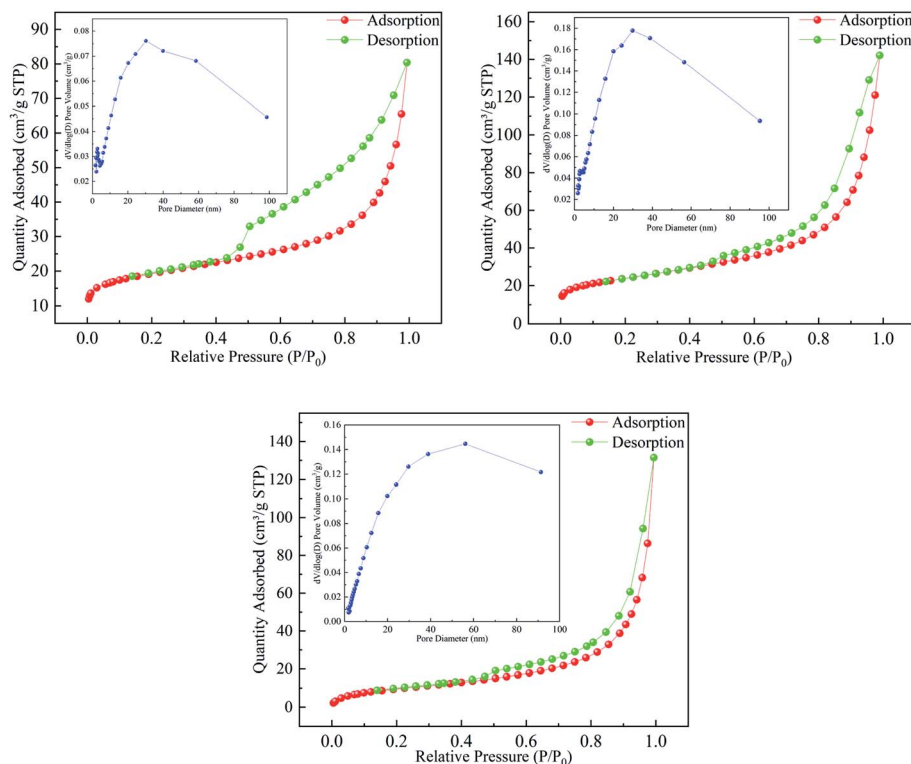 Adsorption
Desorption
Quantity Adsorbed (cm³/g STP)
90
80
70
60
50
40
30
20
10
0.0 0.2 0.4 0.6 0.8 1.0
Relative Pressure (P/P₀)
dV/dlog(D) Pore Volume (cm³/g)
0.08
0.07
0.06
0.05
0.04
0.03
0.02
0 20 40 60 80 100
Pore Diameter (nm)
Adsorption
Desorption
Quantity Adsorbed (cm³/g STP)
160
140
120
100
80
60
40
20
0
0.0 0.2 0.4 0.6 0.8 1.0
Relative Pressure (P/P₀)
dV/dlog(D) Pore Volume (cm³/g)
0.18
0.16
0.14
0.12
0.10
0.08
0.06
0.04
0.02
0 20 40 60 80 100
Pore Diameter (nm)
Adsorption
Desorption
Quantity Adsorbed (cm³/g STP)
140
120
100
80
60
40
20
0
0.0 0.2 0.4 0.6 0.8 1.0
Relative Pressure (P/P₀)
dV/dlog(D) Pore Volume (cm³/g)
0.16
0.14
0.12
0.10
0.08
0.06
0.04
0.02
0.00
0 20 40 60 80 100
Pore Diameter (nm)